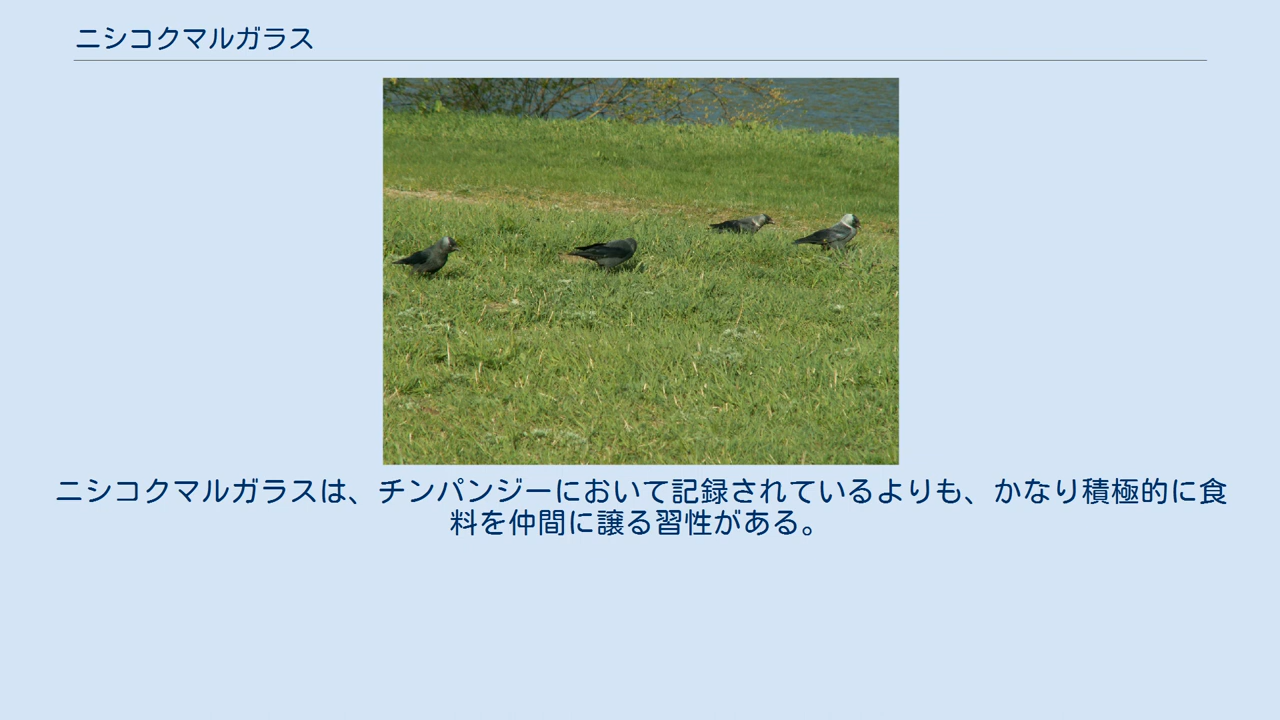 ニシコクマルガラス
ニシコクマルガラスは、チンパンジーにおいて記録されているよりも、かなり積極的に食
料を仲間に譲る習性がある。